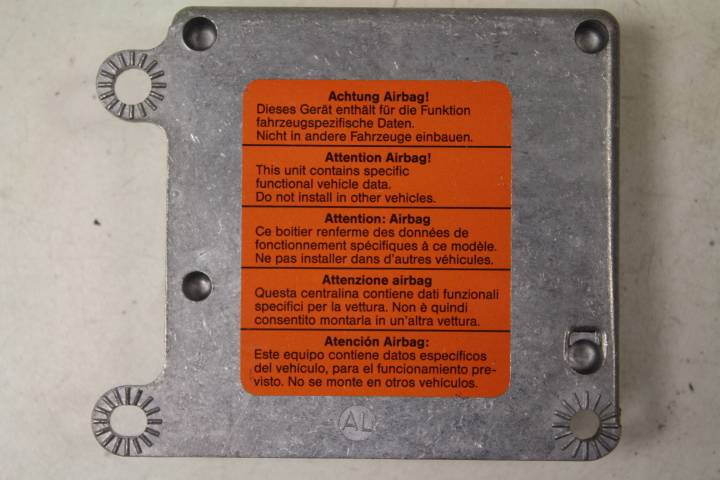 Achtung Airbag!
Dieses Gerät enthält für die Funktion
fahrzeugspezifische Daten.
Nicht in andere Fahrzeuge einbauen.
Attention Airbag!
This unit contains specific
functional vehicle data.
Do not install in other vehicles.
Attention: Airbag
Ce boitier renferme des données de
fonctionnement spécifiques à ce modèle.
Ne pas installer dans d'autres véhicules.
Attenzione airbag
Questa centralina contiene dati funzionali
specifici per la vettura. Non è quindi
consentito montarla in un'altra vettura.
Atención Airbag:
Este equipo contiene datos específicos
del vehículo, para el funcionamiento pre-
visto. No se monte en otros vehículos.
AL
5